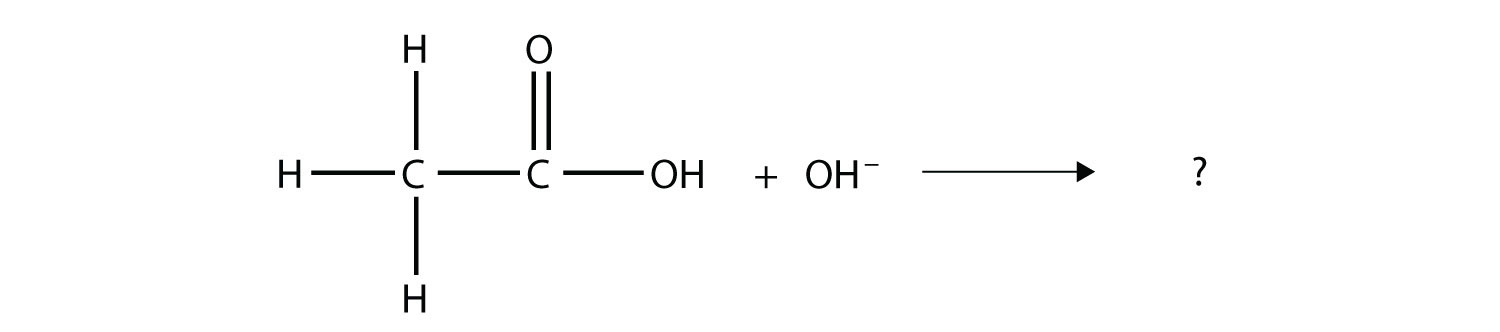 H O
H C C OH + OH⁻ ?
H